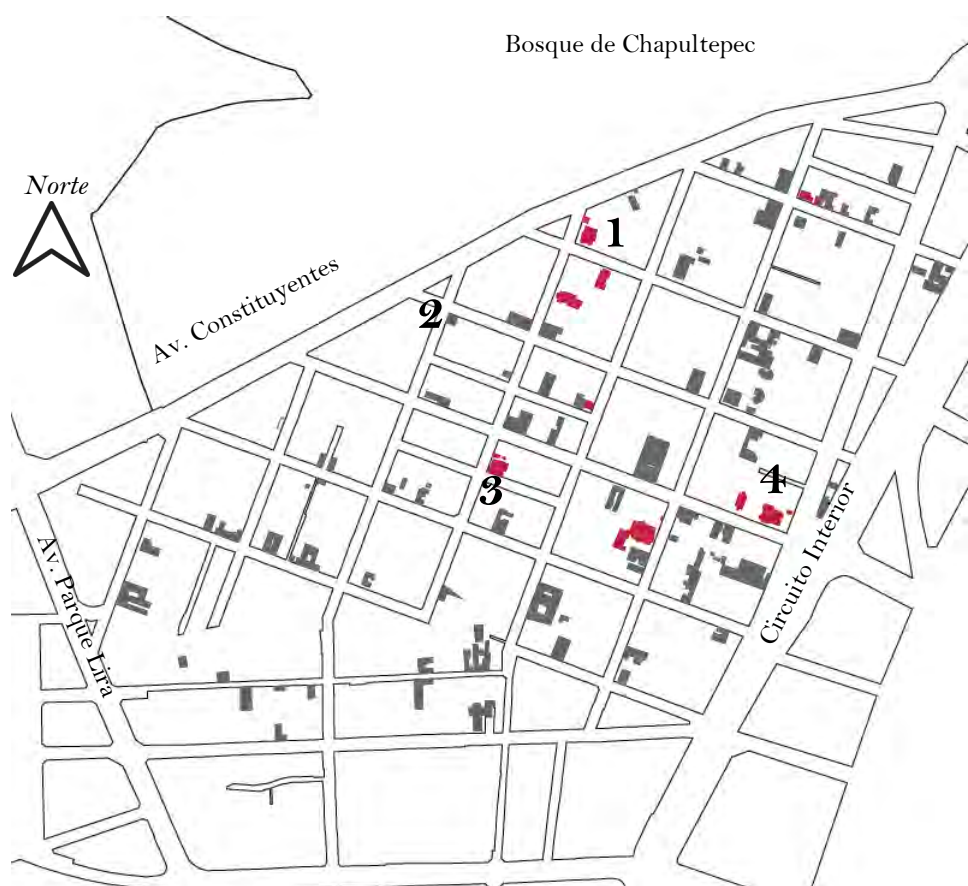 Bosque de Chapultepec
Norte
1
Av. Constituyentes
2
3
4
Circuito Interior
Av. Parque Lira